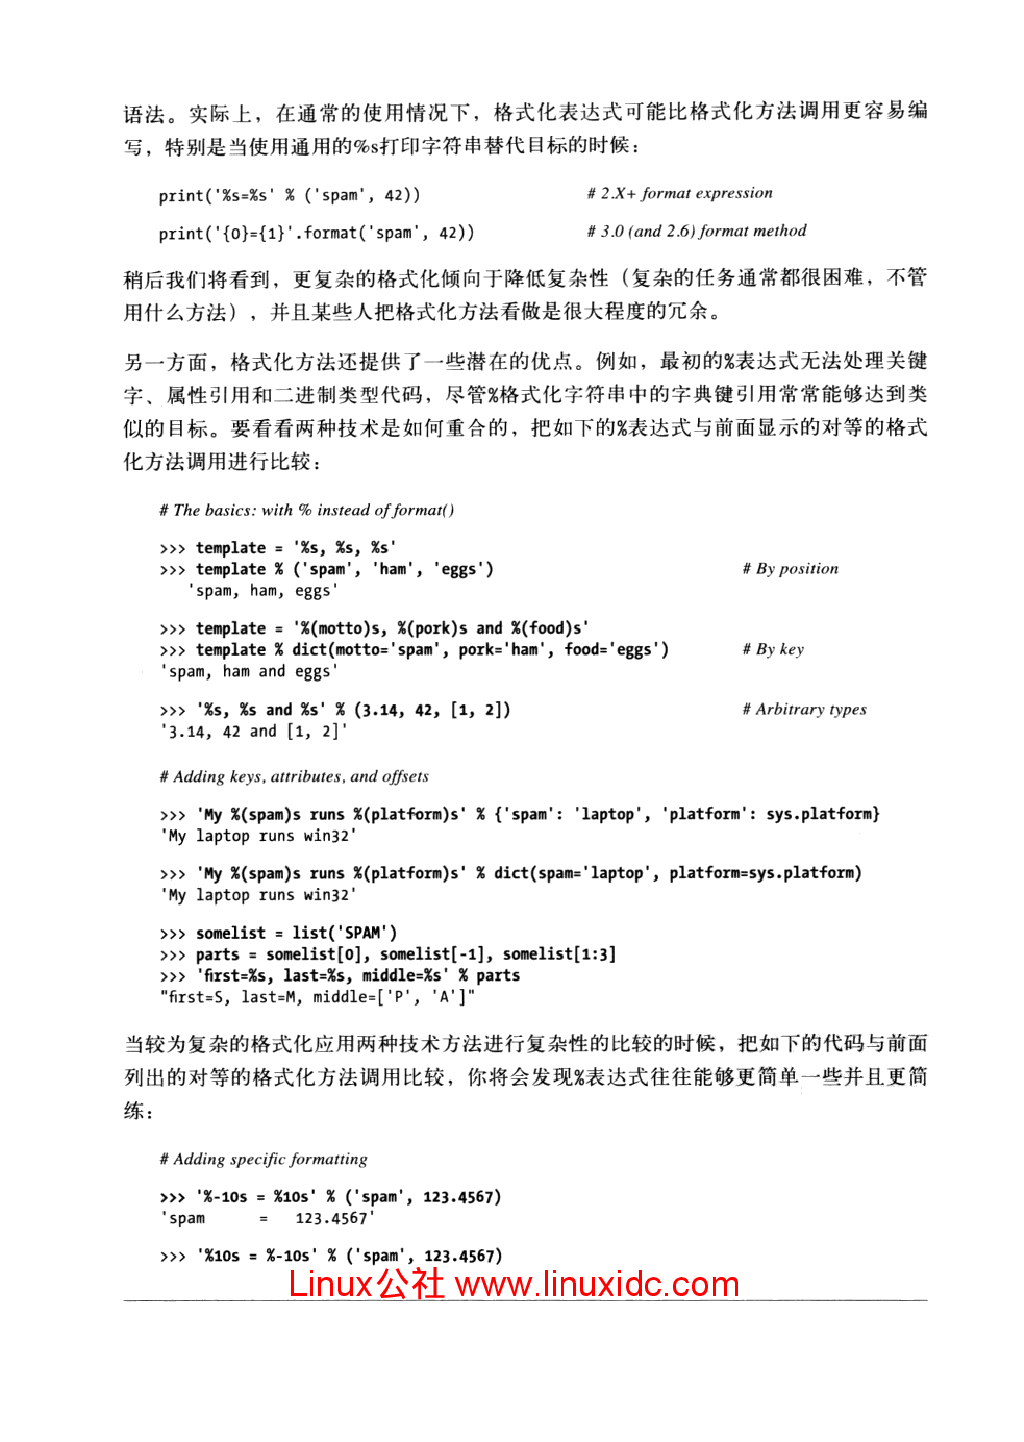 语法。实际上，在通常的使用情况下，格式化表达式可能比格式化方法调用更容易编
写，特别是当使用通用的%s打印字符串替代目标的时候：
print('%s=%s' % ('spam', 42)) # 2.X+ format expression
print('{0}={1}'.format('spam', 42)) # 3.0 (and 2.6) format method
稍后我们将看到，更复杂的格式化倾向于降低复杂性（复杂的任务通常都很困难，不管
用什么方法），并且某些人把格式化方法看做是很大程度的冗余。
另一方面，格式化方法还提供了一些潜在的优点。例如，最初的%表达式无法处理关键
字、属性引用和二进制类型代码，尽管%格式化字符串中的字典键引用常常能够达到类
似的目标。要看看两种技术是如何重合的，把如下的%表达式与前面显示的对等的格式
化方法调用进行比较：
# The basics: with % instead of format()
>>> template = '%s, %s, %s'
>>> template % ('spam', 'ham', 'eggs') # By position
'spam, ham, eggs'
>>> template = '%(motto)s, %(pork)s and %(food)s'
>>> template % dict(motto='spam', pork='ham', food='eggs') # By key
'spam, ham and eggs'
>>> '%s, %s and %s' % (3.14, 42, [1, 2]) # Arbitrary types
'3.14, 42 and [1, 2]'
# Adding keys, attributes, and offsets
>>> 'My %(spam)s runs %(platform)s' % {'spam': 'laptop', 'platform': sys.platform}
'My laptop runs win32'
>>> 'My %(spam)s runs %(platform)s' % dict(spam='laptop', platform=sys.platform)
'My laptop runs win32'
>>> somelist = list('SPAM')
>>> parts = somelist[0], somelist[-1], somelist[1:3]
>>> 'first=%s, last=%s, middle=%s' % parts
"first=S, last=M, middle=['P', 'A']"
当较为复杂的格式化应用两种技术方法进行复杂性的比较的时候，把如下的代码与前面
列出的对等的格式化方法调用比较，你将会发现%表达式往往能够更简单一些并且更简
练：
# Adding specific formatting
>>> '%-10s = %10s' % ('spam', 123.4567)
'spam       =   123.4567'
>>> '%10s = %-10s' % ('spam', 123.4567)
Linux公社 www.linuxidc.com